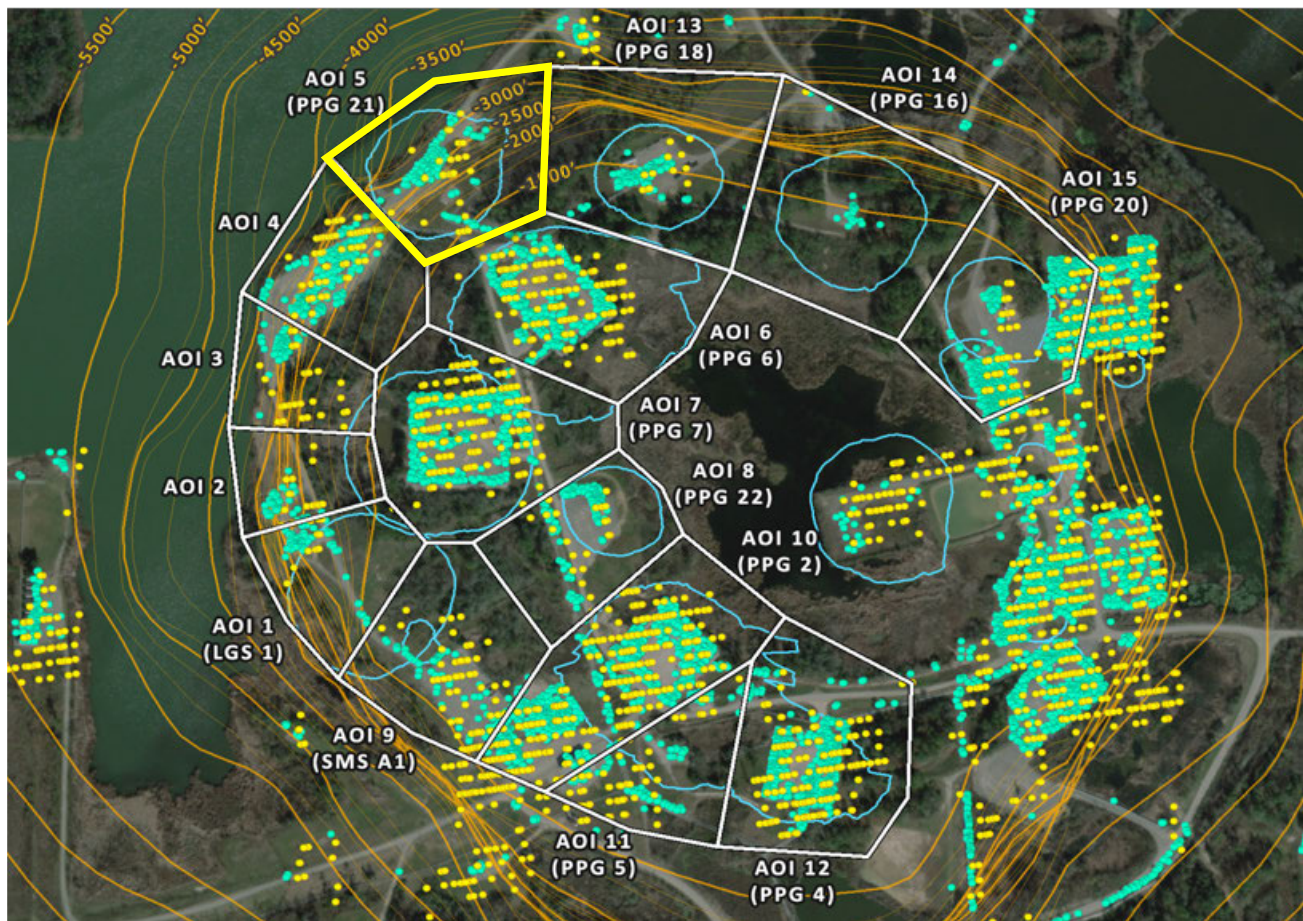 -5500'
-5000'
-4500'
-4000'
-3500'
-3000'
-2500'
-2000'
-1500'
AOI 13
(PPG 18)
AOI 14
(PPG 16)
AOI 5
(PPG 21)
AOI 15
(PPG 20)
AOI 4
AOI 3
AOI 6
(PPG 6)
AOI 7
(PPG 7)
AOI 2
AOI 8
(PPG 22)
AOI 10
(PPG 2)
AOI 1
(LGS 1)
AOI 9
(SMS A1)
AOI 11
(PPG 5)
AOI 12
(PPG 4)